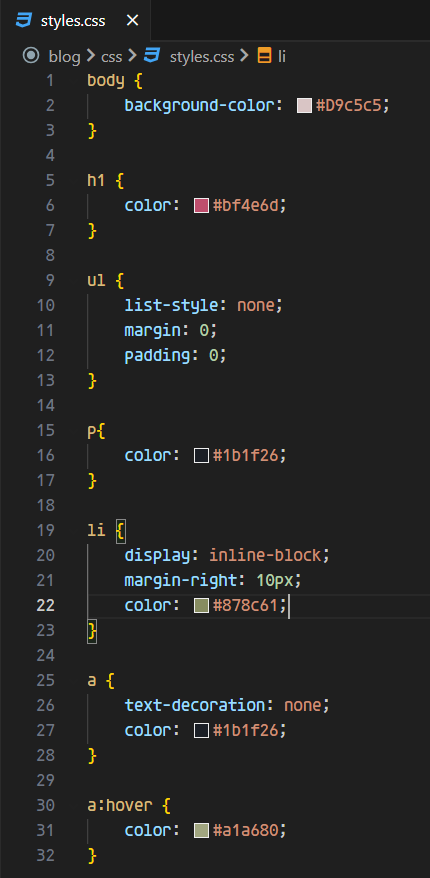 styles.css ×
blog > css > styles.css > li
1 body {
2     background-color: #D9c5c5;
3 }
4
5 h1 {
6     color: #bf4e6d;
7 }
8
9 ul {
10     list-style: none;
11     margin: 0;
12     padding: 0;
13 }
14
15 p{
16     color: #1b1f26;
17 }
18
19 li {
20     display: inline-block;
21     margin-right: 10px;
22     color: #878c61;
23 }
24
25 a {
26     text-decoration: none;
27     color: #1b1f26;
28 }
29
30 a:hover {
31     color: #a1a680;
32 }